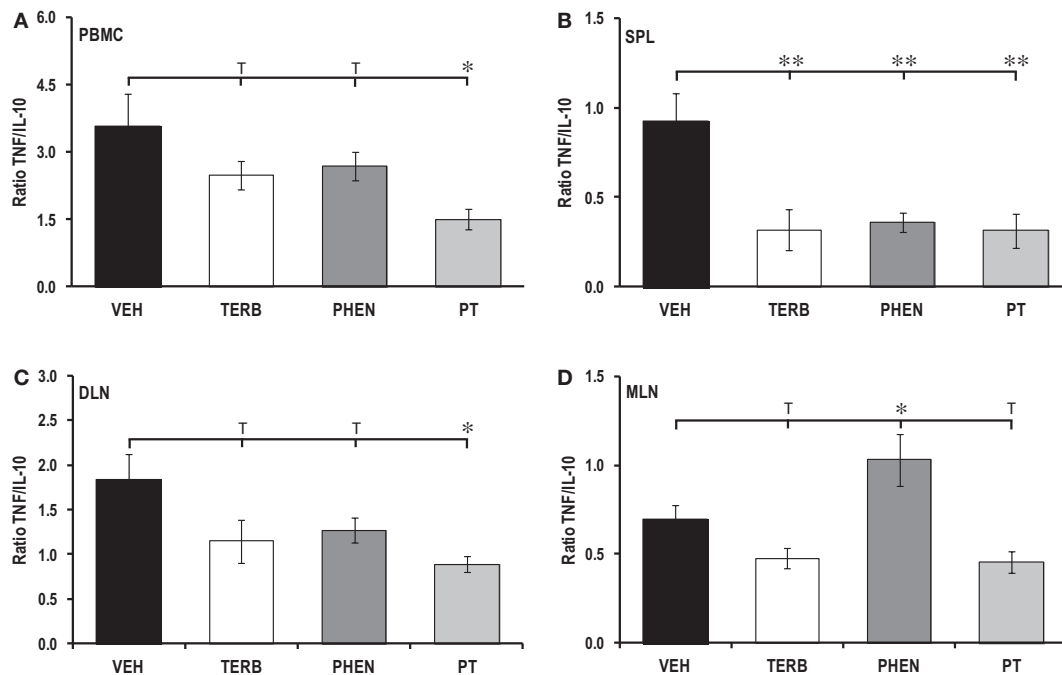 A
PBMC
Ratio TNF/IL-10
6.0
4.5
3.0
1.5
0.0
T T *
VEH TERB PHEN PT
B
SPL
Ratio TNF/IL-10
1.5
1.0
0.5
0.0
** ** **
VEH TERB PHEN PT
C
DLN
Ratio TNF/IL-10
3.0
2.5
2.0
1.5
1.0
0.5
0.0
T T *
VEH TERB PHEN PT
D
MLN
Ratio TNF/IL-10
1.5
1.0
0.5
0.0
T * T
VEH TERB PHEN PT